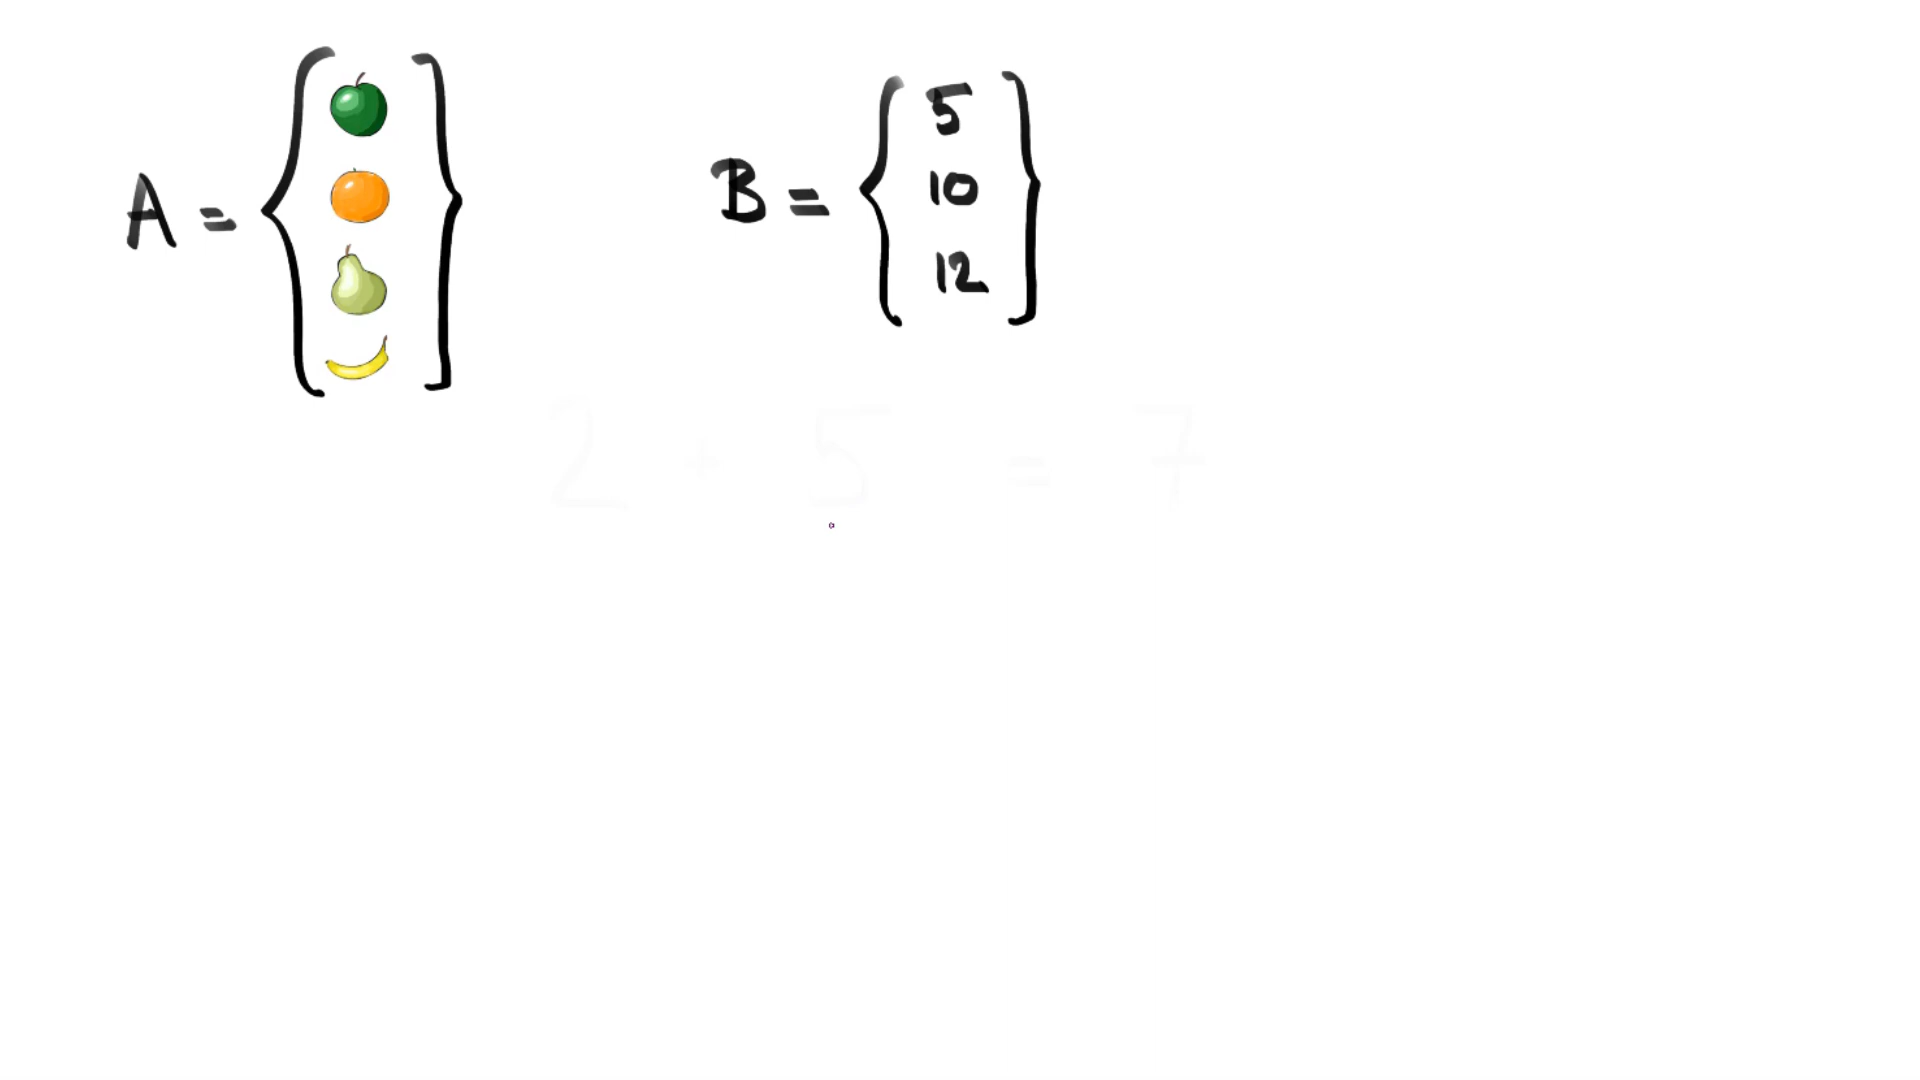 A = { }
B = { 5
10
12 }
2 + 5 = 7